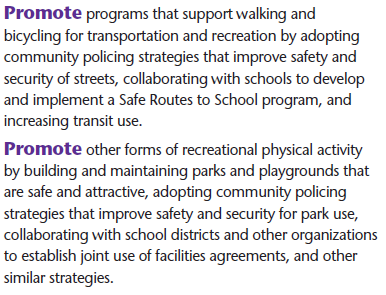 Promote programs that support walking and
bicycling for transportation and recreation by adopting
community policing strategies that improve safety and
security of streets, collaborating with schools to develop
and implement a Safe Routes to School program, and
increasing transit use.
Promote other forms of recreational physical activity
by building and maintaining parks and playgrounds that
are safe and attractive, adopting community policing
strategies that improve safety and security for park use,
collaborating with school districts and other organizations
to establish joint use of facilities agreements, and other
similar strategies.